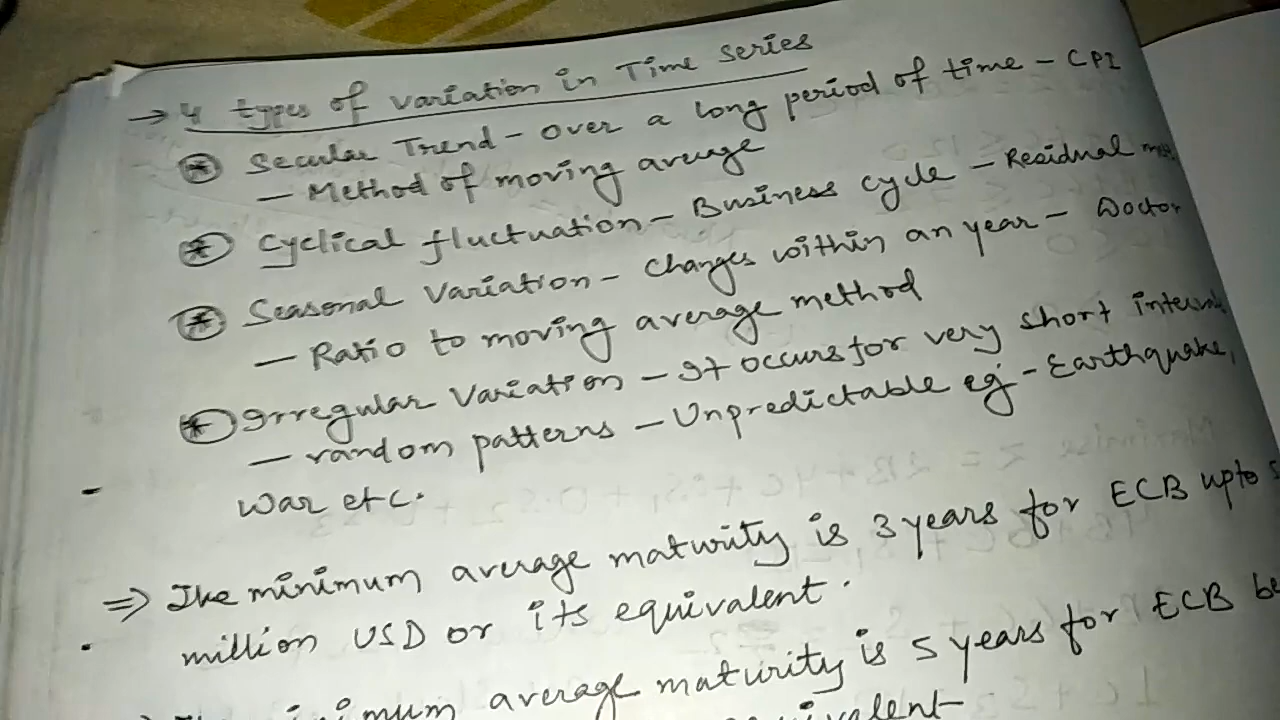 → 4 types of variation in Time series
* Secular Trend - Over a long period of time - CPI
- Method of moving average
* Cyclical fluctuation - Business cycle - Residual
* Seasonal Variation - Changes within an year - Doctor
- Ratio to moving average method
* Irregular Variation - It occurs for very short
- random patterns - Unpredictable eg - Earthquake,
War etc.
⇒ The minimum average maturity is 3 years for ECB upto
million USD or its equivalent.
average maturity is 5 years for ECB